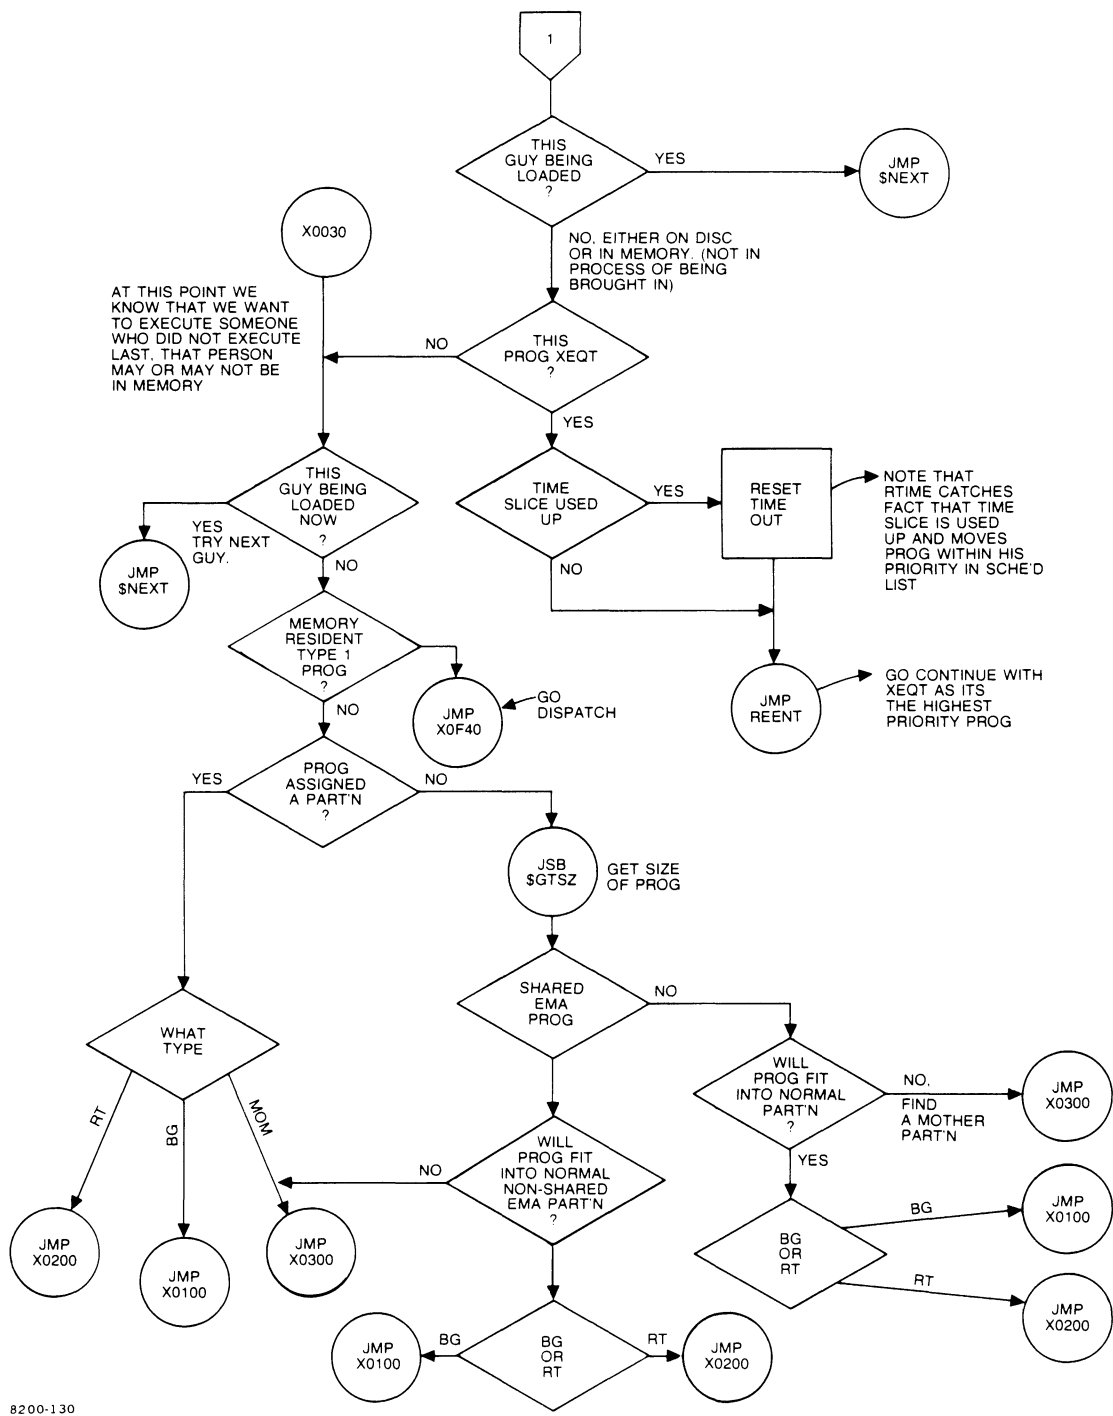 1
THIS
GUY BEING
LOADED
?
YES
JMP
$NEXT
X0030
NO, EITHER ON DISC
OR IN MEMORY. (NOT IN
PROCESS OF BEING
BROUGHT IN)
AT THIS POINT WE
KNOW THAT WE WANT
TO EXECUTE SOMEONE
WHO DID NOT EXECUTE
LAST, THAT PERSON
MAY OR MAY NOT BE
IN MEMORY
NO
THIS
PROG XEQT
?
YES
THIS
GUY BEING
LOADED
NOW
?
YES
TRY NEXT
GUY.
JMP
$NEXT
NO
TIME
SLICE USED
UP
YES
NO
RESET
TIME
OUT
NOTE THAT
RTIME CATCHES
FACT THAT TIME
SLICE IS USED
UP AND MOVES
PROG WITHIN HIS
PRIORITY IN SCHE'D
LIST
MEMORY
RESIDENT
TYPE 1
PROG
?
NO
JMP
X0F40
GO
DISPATCH
JMP
REENT
GO CONTINUE WITH
XEQT AS ITS
THE HIGHEST
PRIORITY PROG
YES
PROG
ASSIGNED
A PART'N
?
NO
JSB
$GTSZ
GET SIZE
OF PROG
SHARED
EMA
PROG
NO
WHAT
TYPE
RT
BG
MOM
WILL
PROG FIT
INTO NORMAL
PART'N
?
NO,
FIND
A MOTHER
PART'N
JMP
X0300
YES
NO
WILL
PROG FIT
INTO NORMAL
NON-SHARED
EMA PART'N
?
JMP
X0200
JMP
X0100
JMP
X0300
BG
OR
RT
BG
JMP
X0100
RT
JMP
X0200
JMP
X0100
BG
BG
OR
RT
RT
JMP
X0200
8200-130